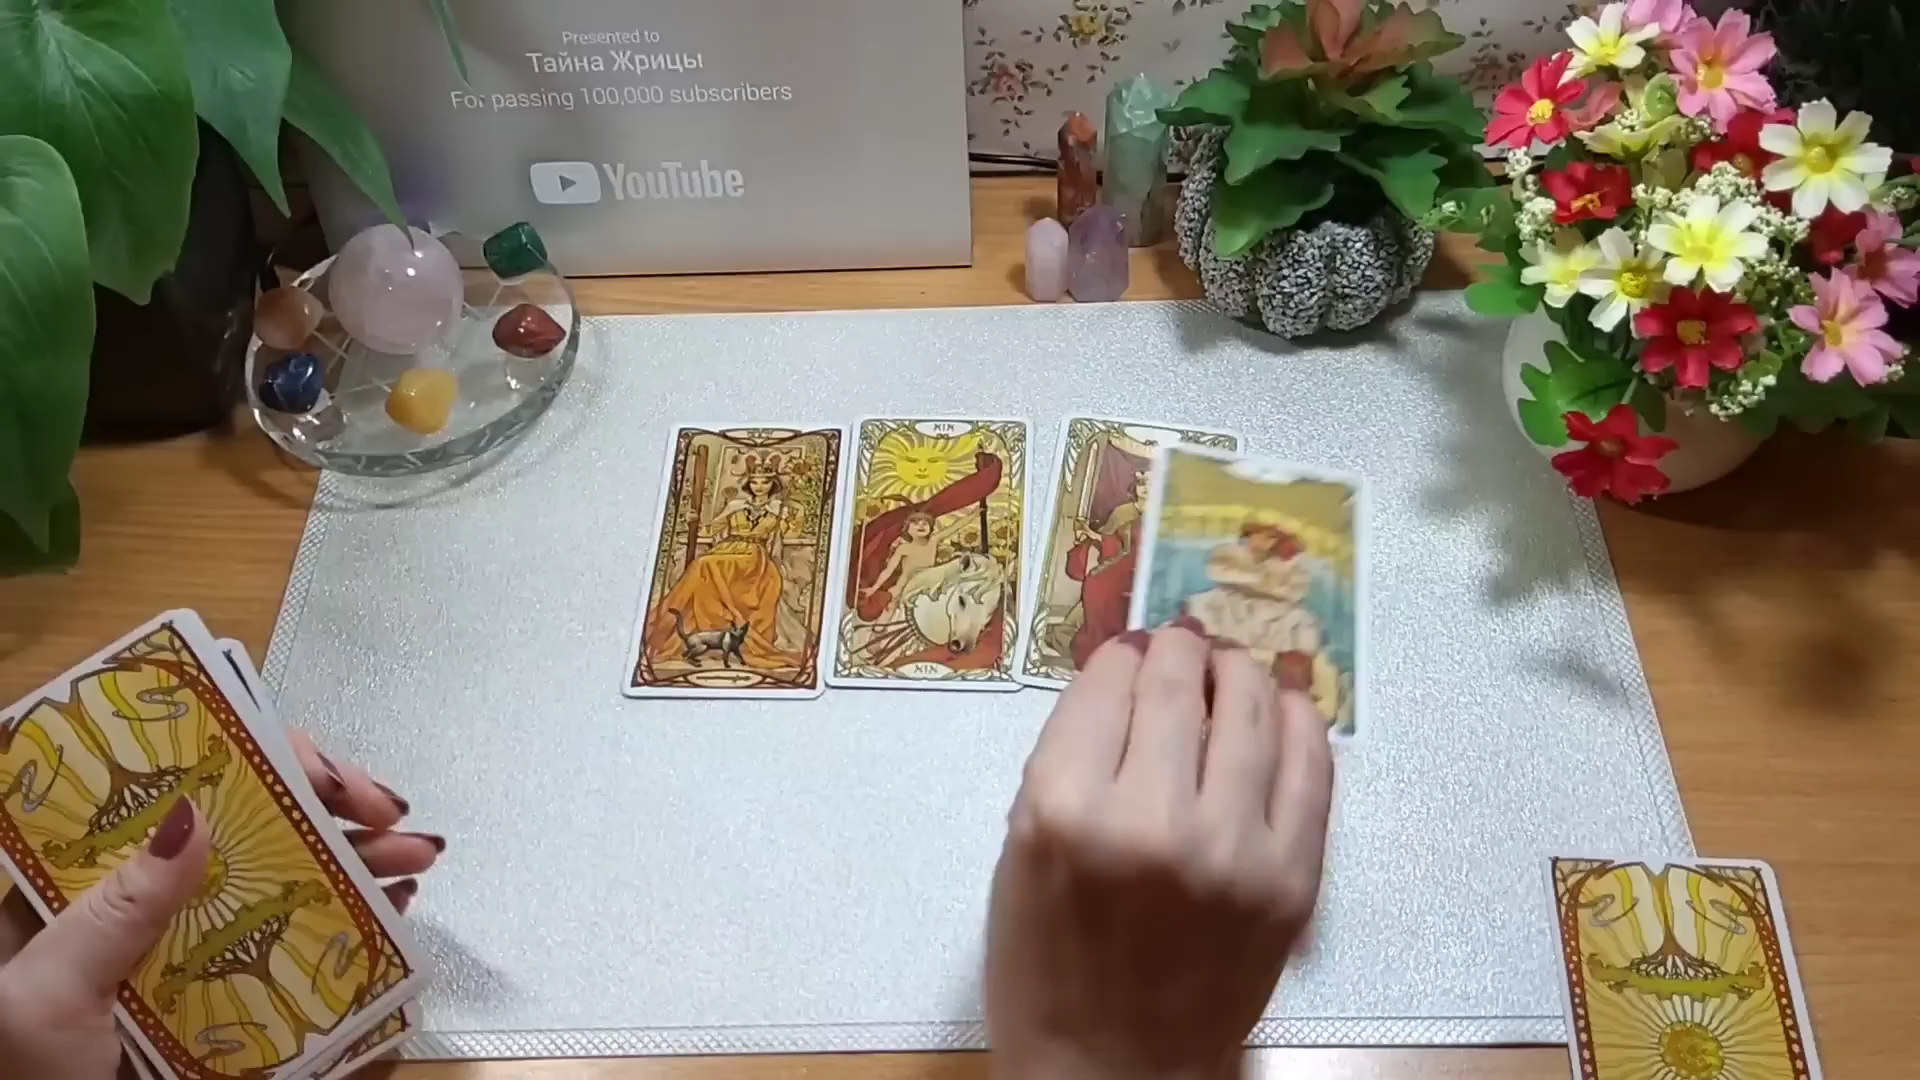 Presented to
Тайна Жрицы
For passing 100,000 subscribers
YouTube
XIX
XIX